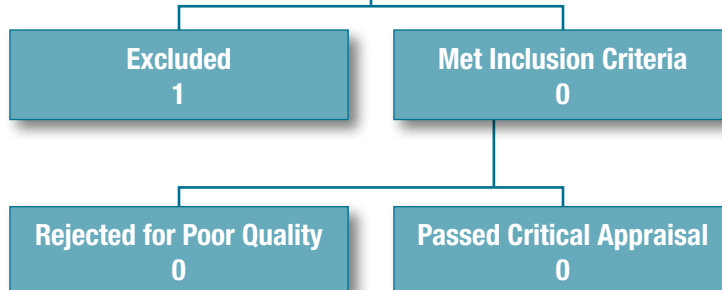 Excluded
1
Met Inclusion Criteria
0
Rejected for Poor Quality
0
Passed Critical Appraisal
0